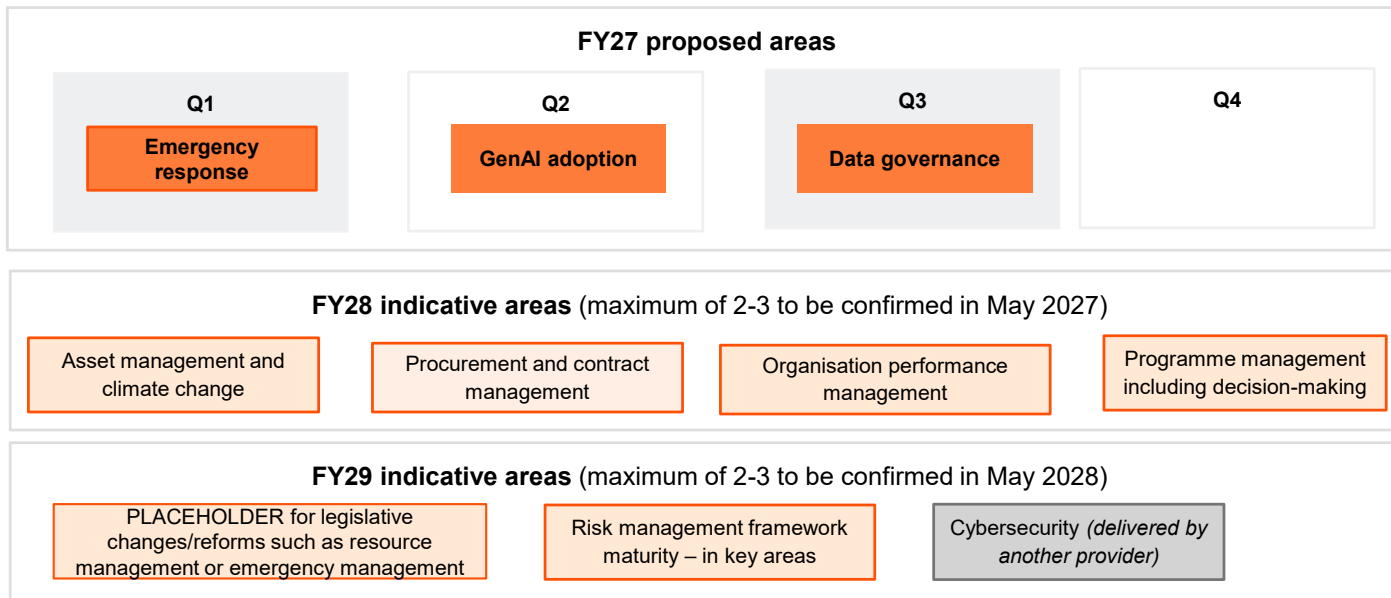 FY27 proposed areas
Q1
Emergency
response
Q2
GenAI adoption
Q3
Data governance
Q4
FY28 indicative areas (maximum of 2-3 to be confirmed in May 2027)
Asset management and
climate change
Procurement and contract
management
Organisation performance
management
Programme management
including decision-making
FY29 indicative areas (maximum of 2-3 to be confirmed in May 2028)
PLACEHOLDER for legislative
changes/reforms such as resource
management or emergency management
Risk management framework
maturity – in key areas
Cybersecurity (delivered by
another provider)